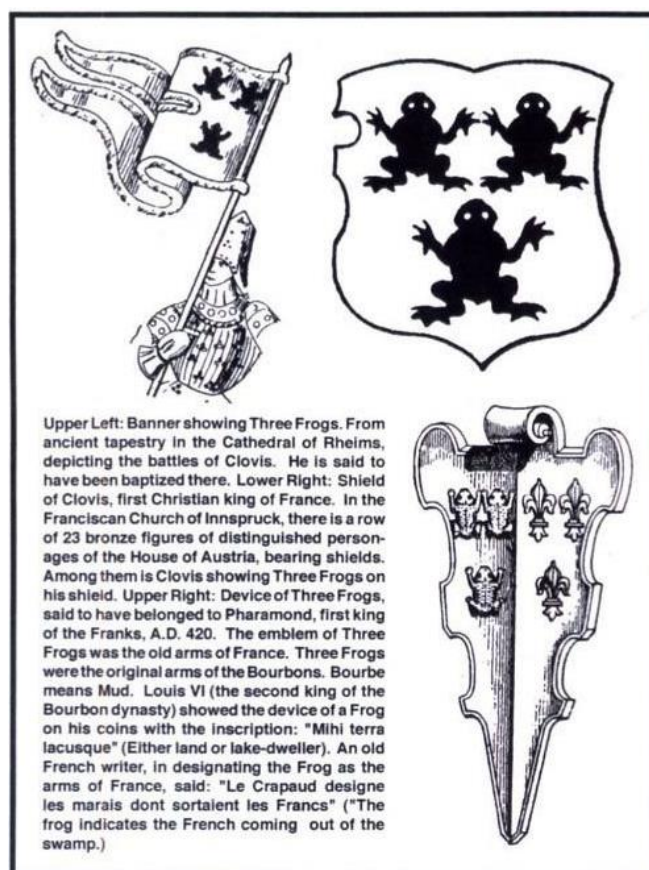 Upper Left: Banner showing Three Frogs. From
ancient tapestry in the Cathedral of Rheims,
depicting the battles of Clovis. He is said to
have been baptized there. Lower Right: Shield
of Clovis, first Christian king of France. In the
Franciscan Church of Innspruck, there is a row
of 23 bronze figures of distinguished person-
ages of the House of Austria, bearing shields.
Among them is Clovis showing Three Frogs on
his shield. Upper Right: Device of Three Frogs,
said to have belonged to Pharamond, first king
of the Franks, A.D. 420. The emblem of Three
Frogs was the old arms of France. Three Frogs
were the original arms of the Bourbons. Bourbe
means Mud. Louis VI (the second king of the
Bourbon dynasty) showed the device of a Frog
on his coins with the inscription: "Mihi terra
lacusque" (Either land or lake-dweller). An old
French writer, in designating the Frog as the
arms of France, said: "Le Crapaud designe
les marais dont sortaient les Francs" ("The
frog indicates the French coming out of the
swamp.)